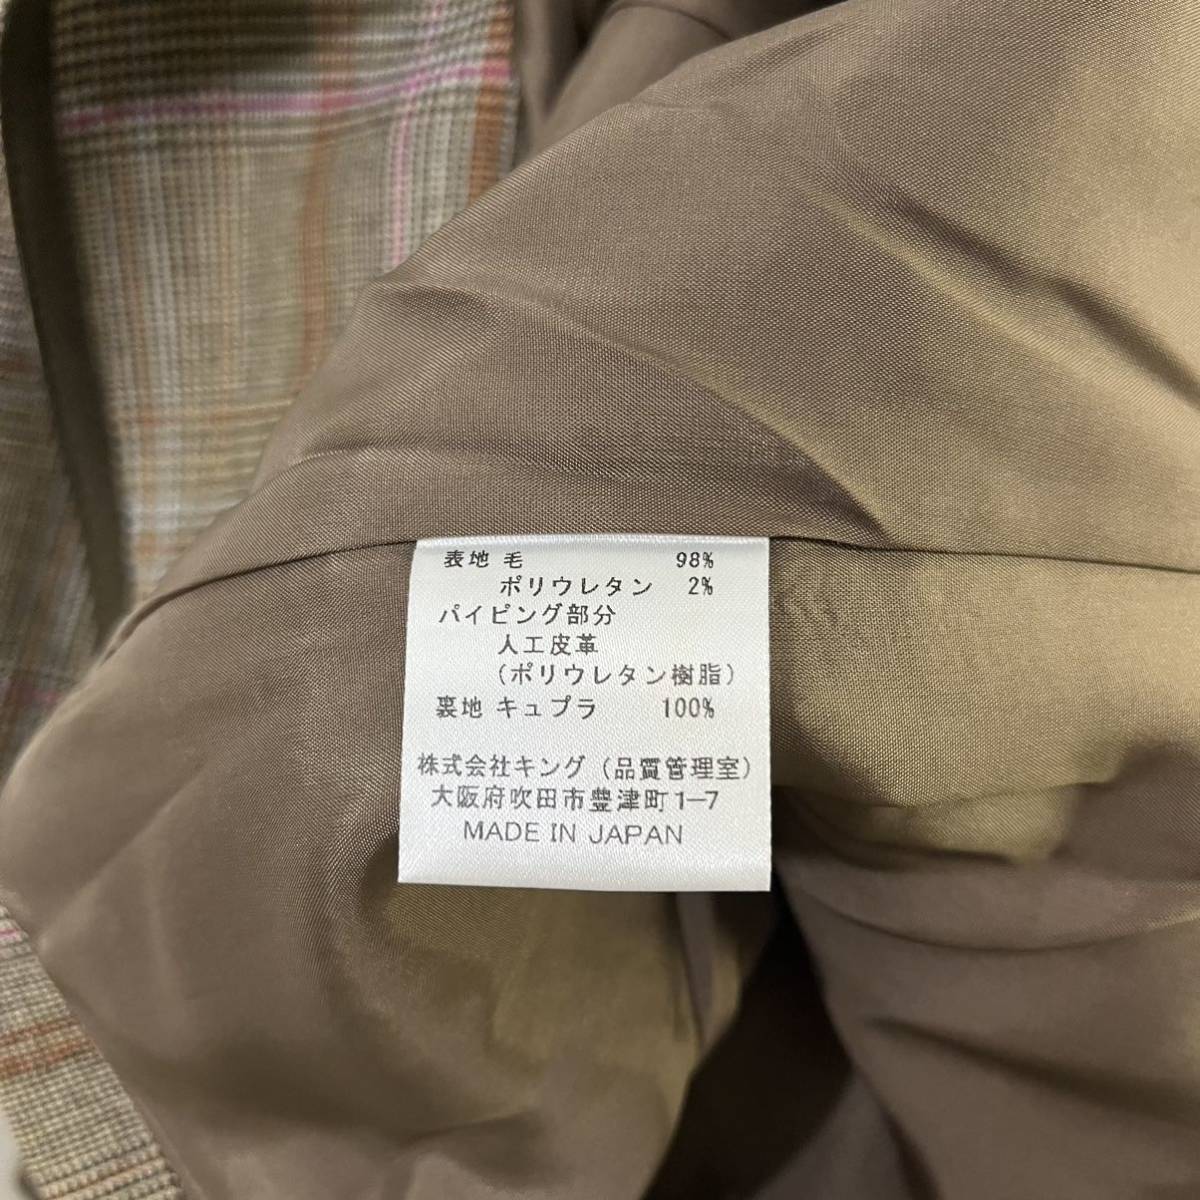 表地 毛 98%
ポリウレタン 2%
パイピング部分
人工皮革
(ポリウレタン樹脂)
裏地 キュプラ 100%
株式会社キング (品質管理室)
大阪府吹田市豊津町1-7
MADE IN JAPAN